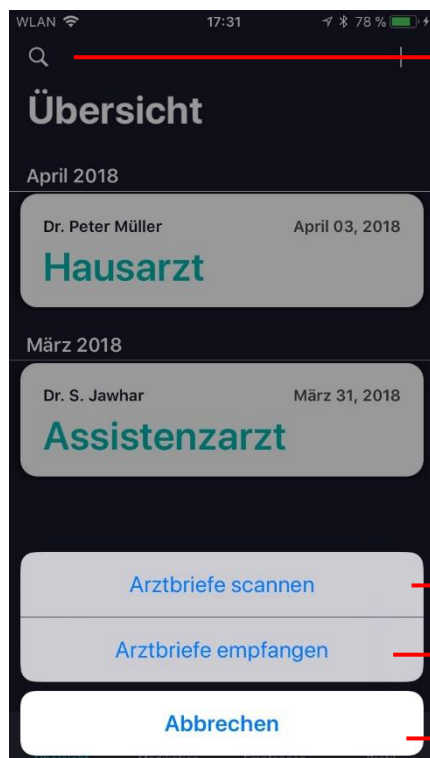 WLAN 17:31 78 %
Übersicht
April 2018
Dr. Peter Müller April 03, 2018
Hausarzt
März 2018
Dr. S. Jawhar März 31, 2018
Assistenzarzt
Arztbriefe scannen
Arztbriefe empfangen
Abbrechen